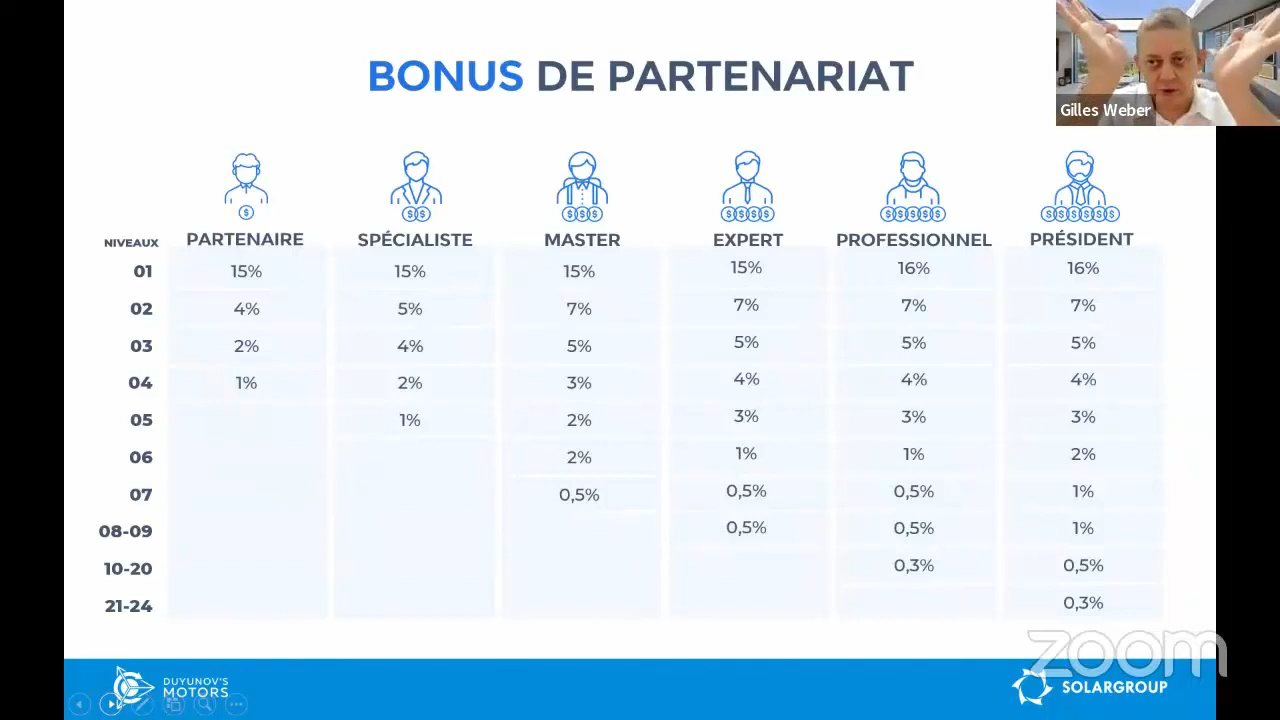 BONUS DE PARTENARIAT
Gilles Weber
NIVEAUX PARTENAIRE SPÉCIALISTE MASTER EXPERT PROFESSIONNEL PRÉSIDENT
01 15% 15% 15% 15% 16% 16%
02 4% 5% 7% 7% 7% 7%
03 2% 4% 5% 5% 5% 5%
04 1% 2% 3% 4% 4% 4%
05 1% 2% 3% 3% 3%
06 2% 1% 1% 2%
07 0,5% 0,5% 0,5% 1%
08-09 0,5% 0,5% 1%
10-20 0,3% 0,5%
21-24 0,3%
zoom
DUYUNOV'S
MOTORS
SOLARGROUP